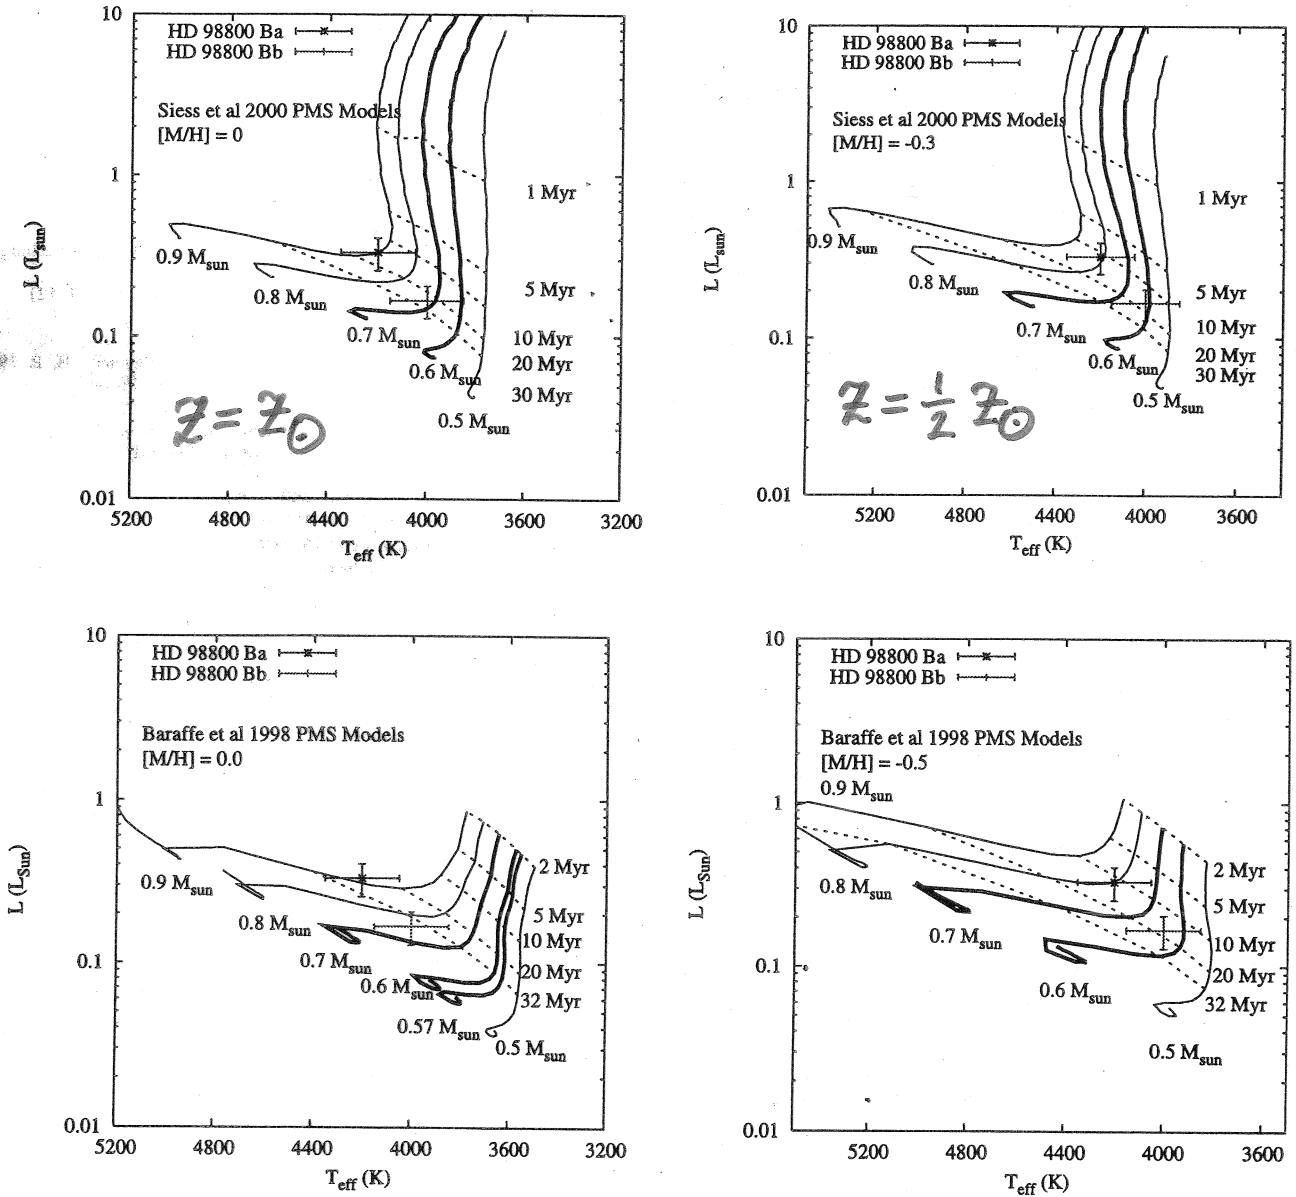 10
HD 98800 Ba
HD 98800 Bb
Siess et al 2000 PMS Models
[M/H] = 0
1
1 Myr
L (L_sun)
0.9 M_sun
0.8 M_sun
5 Myr
0.7 M_sun
0.1
10 Myr
0.6 M_sun
20 Myr
30 Myr
0.5 M_sun
Z = Z⊙
0.01
5200 4800 4400 4000 3600 3200
T_eff (K)
10
HD 98800 Ba
HD 98800 Bb
Siess et al 2000 PMS Models
[M/H] = -0.3
1
1 Myr
L (L_sun)
0.9 M_sun
0.8 M_sun
5 Myr
0.7 M_sun
10 Myr
0.1
0.6 M_sun
20 Myr
30 Myr
0.5 M_sun
Z = 1/2 Z⊙
0.01
5200 4800 4400 4000 3600
T_eff (K)
10
HD 98800 Ba
HD 98800 Bb
Baraffe et al 1998 PMS Models
[M/H] = 0.0
1
2 Myr
L (L_Sun)
0.9 M_sun
0.8 M_sun
5 Myr
10 Myr
0.7 M_sun
0.1
20 Myr
0.6 M_sun
32 Myr
0.57 M_sun
0.5 M_sun
0.01
5200 4800 4400 4000 3600 3200
T_eff (K)
10
HD 98800 Ba
HD 98800 Bb
Baraffe et al 1998 PMS Models
[M/H] = -0.5
0.9 M_sun
1
2 Myr
L (L_Sun)
0.8 M_sun
5 Myr
0.7 M_sun
10 Myr
0.1
20 Myr
0.6 M_sun
32 Myr
0.5 M_sun
0.01
5200 4800 4400 4000 3600
T_eff (K)